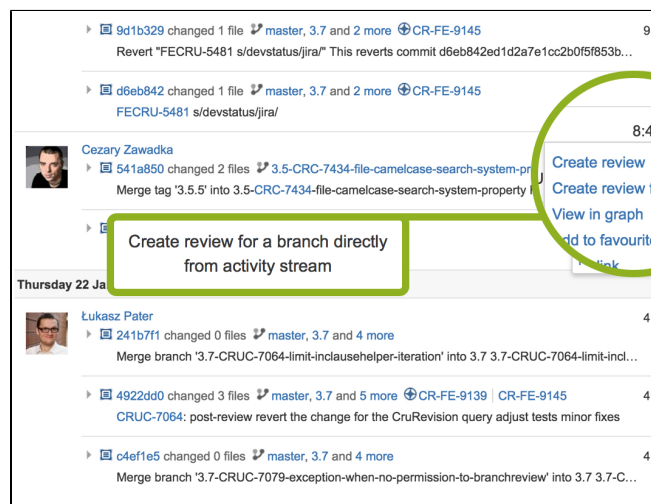 9d1b329 changed 1 file master, 3.7 and 2 more CR-FE-9145 9
Revert "FECRU-5481 s/devstatus/jira/" This reverts commit d6eb842ed1d2a7e1cc2b0f5f853b...
d6eb842 changed 1 file master, 3.7 and 2 more CR-FE-9145
FECRU-5481 s/devstatus/jira/
8:4
Cezary Zawadka
541a850 changed 2 files 3.5-CRC-7434-file-camelcase-search-system-pr
Merge tag '3.5.5' into 3.5-CRC-7434-file-camelcase-search-system-property
Create review
Create review
View in graph
to favourite
link
Create review for a branch directly
from activity stream
Thursday 22 Ja
Łukasz Pater 4
241b7f1 changed 0 files master, 3.7 and 4 more
Merge branch '3.7-CRUC-7064-limit-inclausehelper-iteration' into 3.7 3.7-CRUC-7064-limit-incl...
4922dd0 changed 3 files master, 3.7 and 5 more CR-FE-9139 CR-FE-9145 4
CRUC-7064: post-review revert the change for the CruRevision query adjust tests minor fixes
c4ef1e5 changed 0 files master, 3.7 and 4 more 4
Merge branch '3.7-CRUC-7079-exception-when-no-permission-to-branchreview' into 3.7 3.7-C...